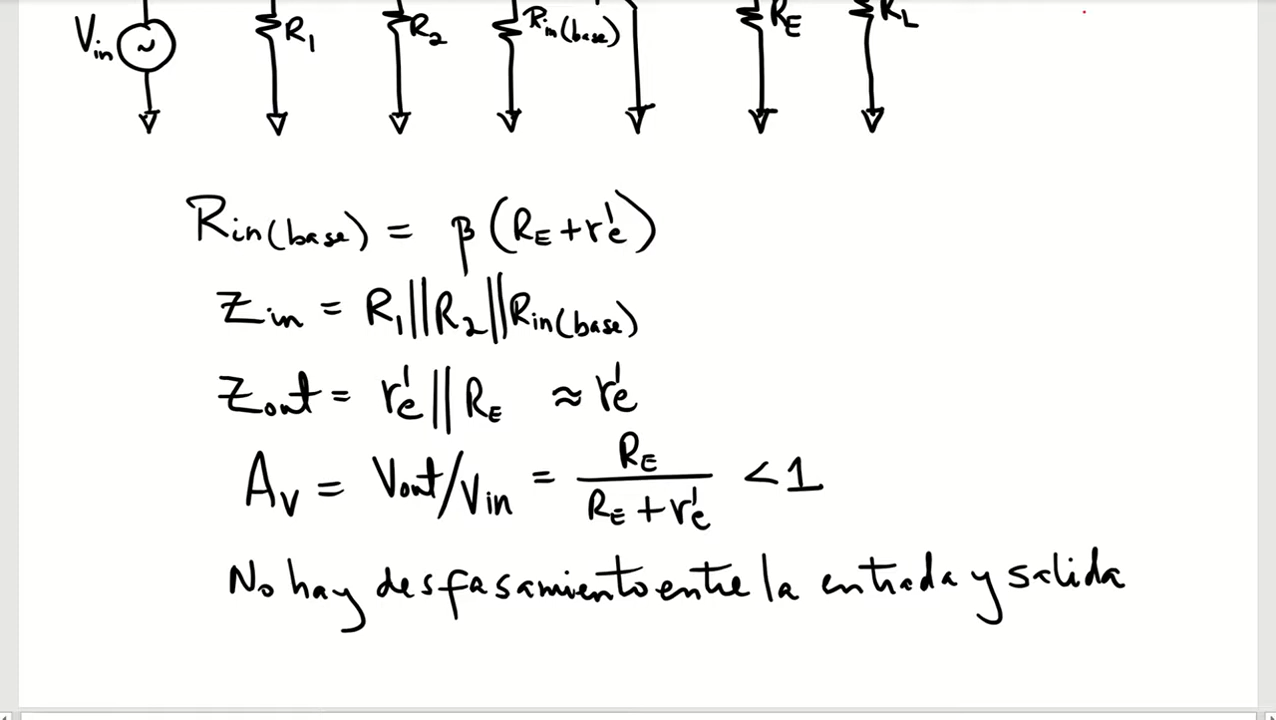 Vin R1 R2 Rin(base) RE RL
Rin(base) = β (RE + r'e)
Zin = R1 || R2 || Rin(base)
Zout = r'e || RE ≈ r'e
Av = Vout/Vin = RE / (RE + r'e) < 1
No hay desfasamiento entre la entrada y salida